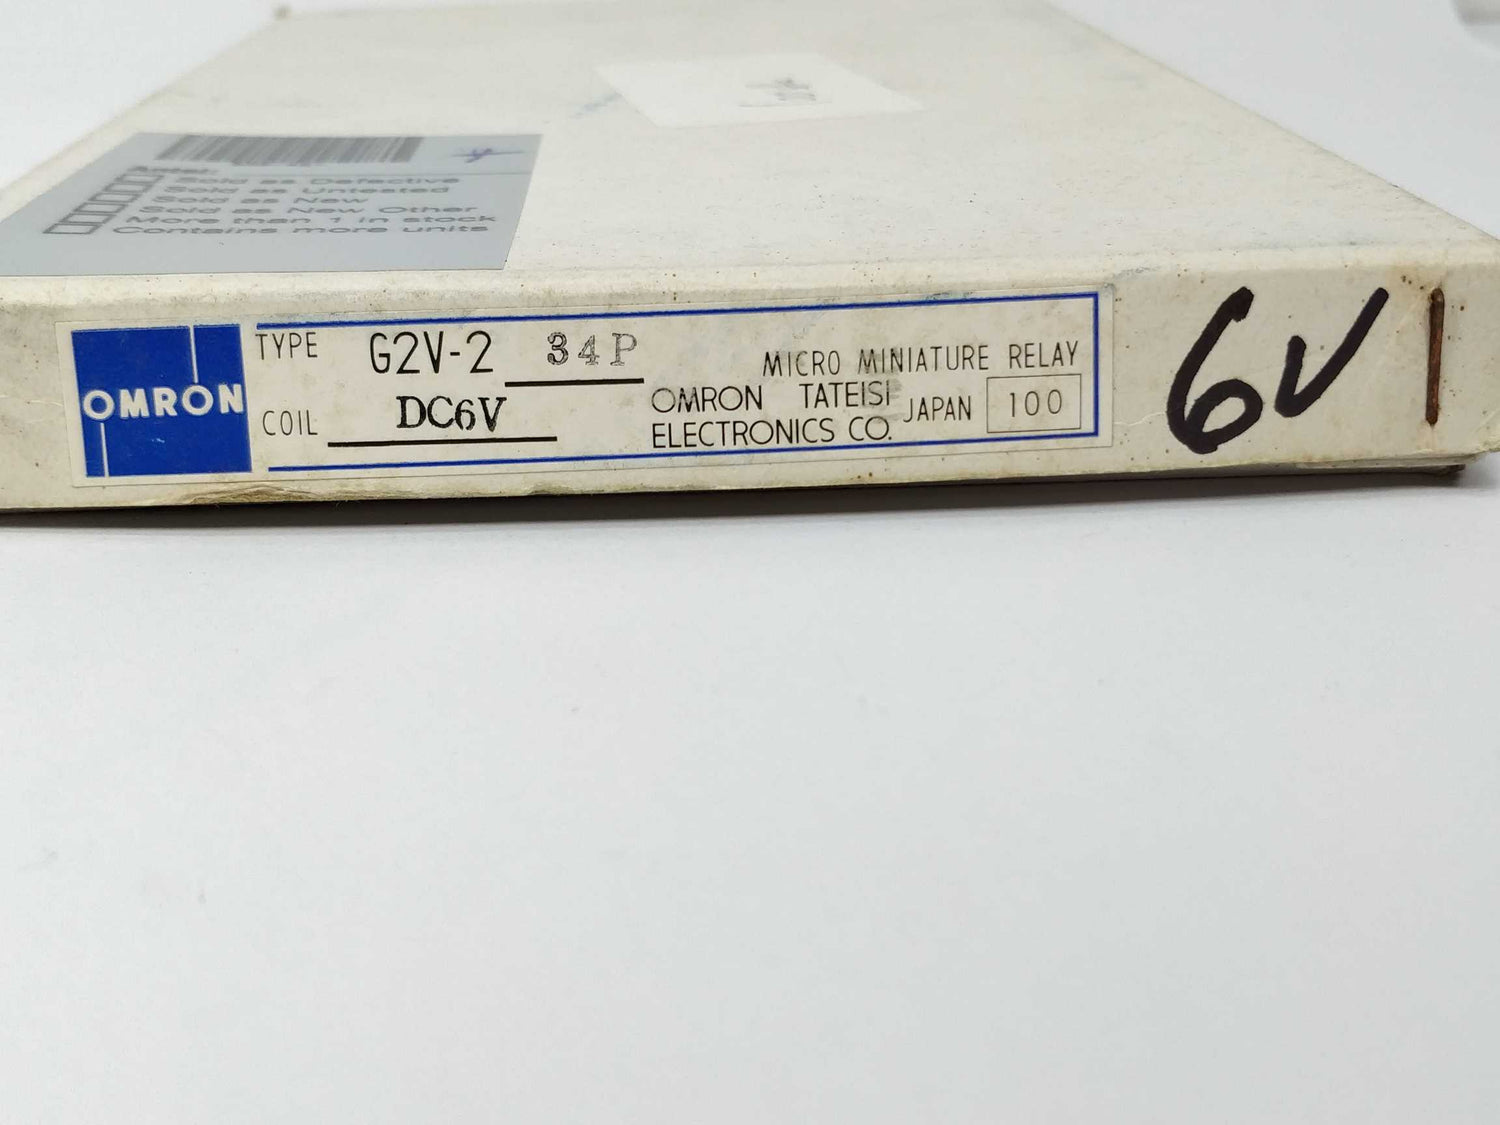 Sold as Defective
Sold as Untested
Sold as New
Sold as New Other
More than 1 in stock
Contains more units
OMRON
TYPE G2V-2 34P
COIL DC6V
MICRO MINIATURE RELAY
OMRON TATEISI
ELECTRONICS CO.
JAPAN 100
6V